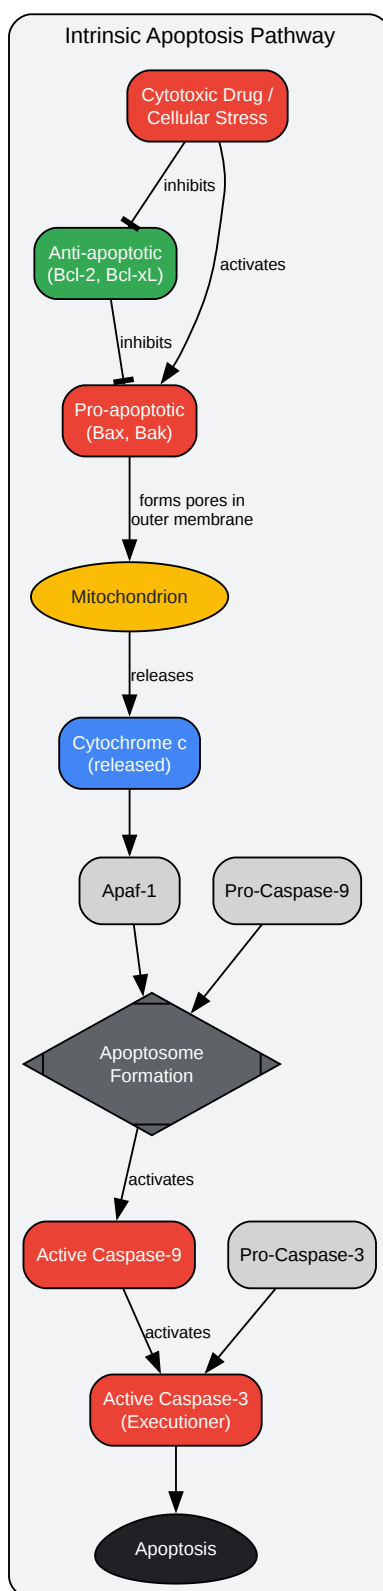 Intrinsic Apoptosis Pathway
Cytotoxic Drug /
Cellular Stress
inhibits
Anti-apoptotic
(Bcl-2, Bcl-xL)
activates
inhibits
Pro-apoptotic
(Bax, Bak)
forms pores in
outer membrane
Mitochondrion
releases
Cytochrome c
(released)
Apaf-1
Pro-Caspase-9
Apoptosome
Formation
activates
Active Caspase-9
Pro-Caspase-3
activates
Active Caspase-3
(Executioner)
Apoptosis